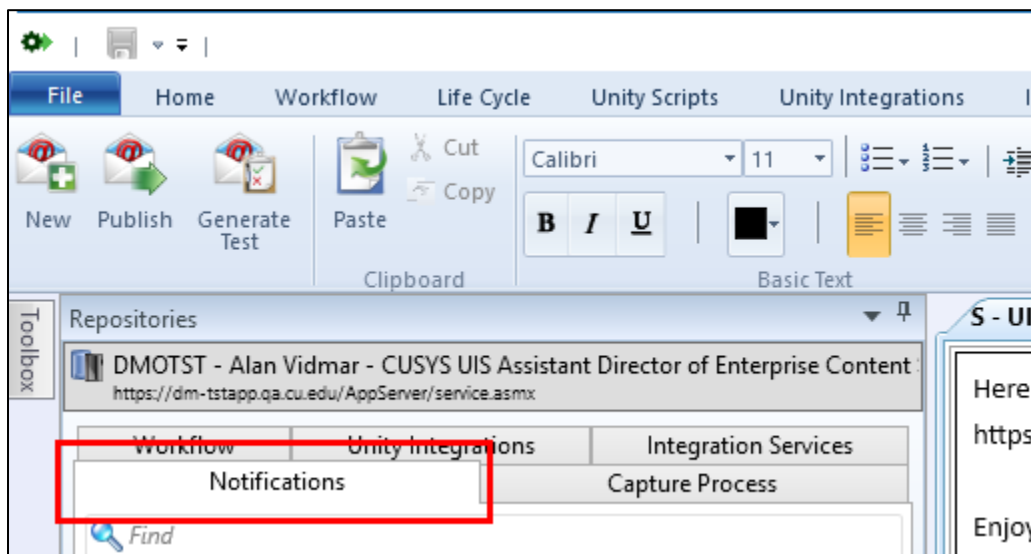 File Home Workflow Life Cycle Unity Scripts Unity Integrations
New Publish Generate Test Paste Cut Copy Calibri 11
B I U
Clipboard Basic Text
Toolbox
Repositories
S - UI
DMOTST - Alan Vidmar - CUSYS UIS Assistant Director of Enterprise Content
https://dm-tstapp.qa.cu.edu/AppServer/service.asmx
Here
https
Workflow Unity Integrations Integration Services
Notifications Capture Process
Find
Enjoy